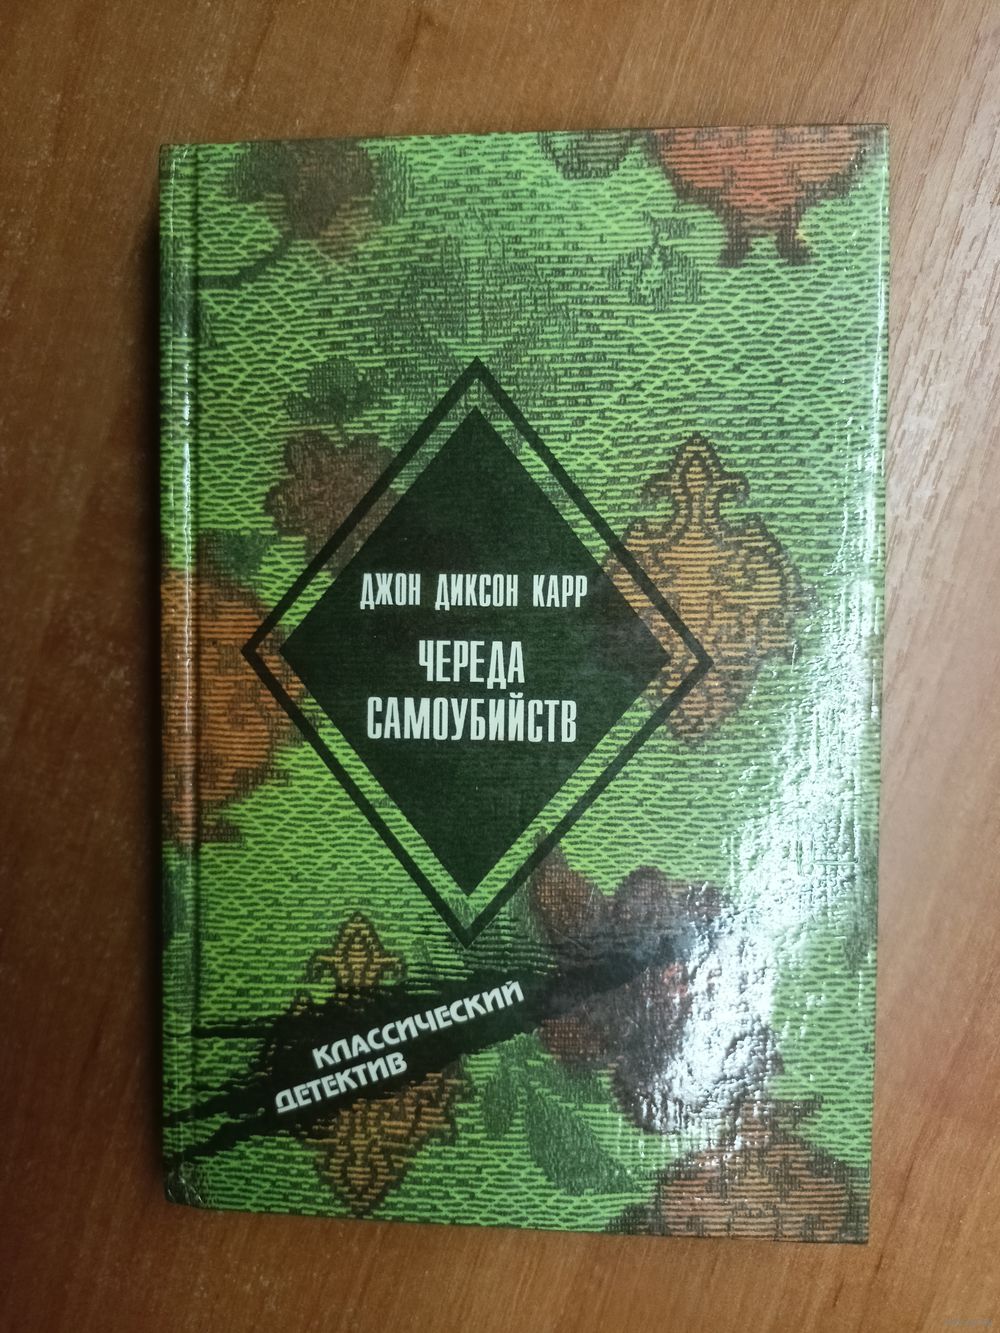 ДЖОН ДИКСОН КАРР
ЧЕРЕДА
САМОУБИЙСТВ
КЛАССИЧЕСКИЙ
ДЕТЕКТИВ